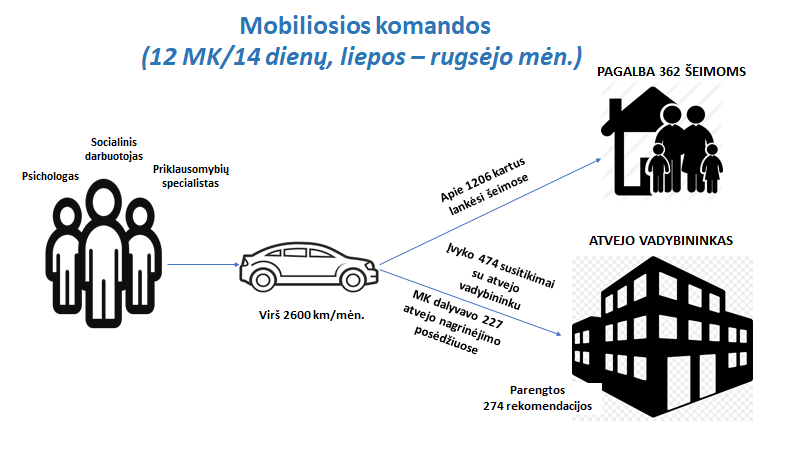 Mobiliosios komandos
(12 MK/14 dienų, liepos – rugsėjo mėn.)
PAGALBA 362 ŠEIMOMS
Socialinis
darbuotojas
Psichologas
Priklausomybių
specialistas
Apie 1206 kartus
lankėsi šeimose
ATVEJO VADYBININKAS
Įvyko 474 susitikimai
su atvejo
vadybininku
Virš 2600 km/mėn.
MK dalyvavo 227
atvejo nagrinėjimo
posėdžiuose
Parengtos
274 rekomendacijos